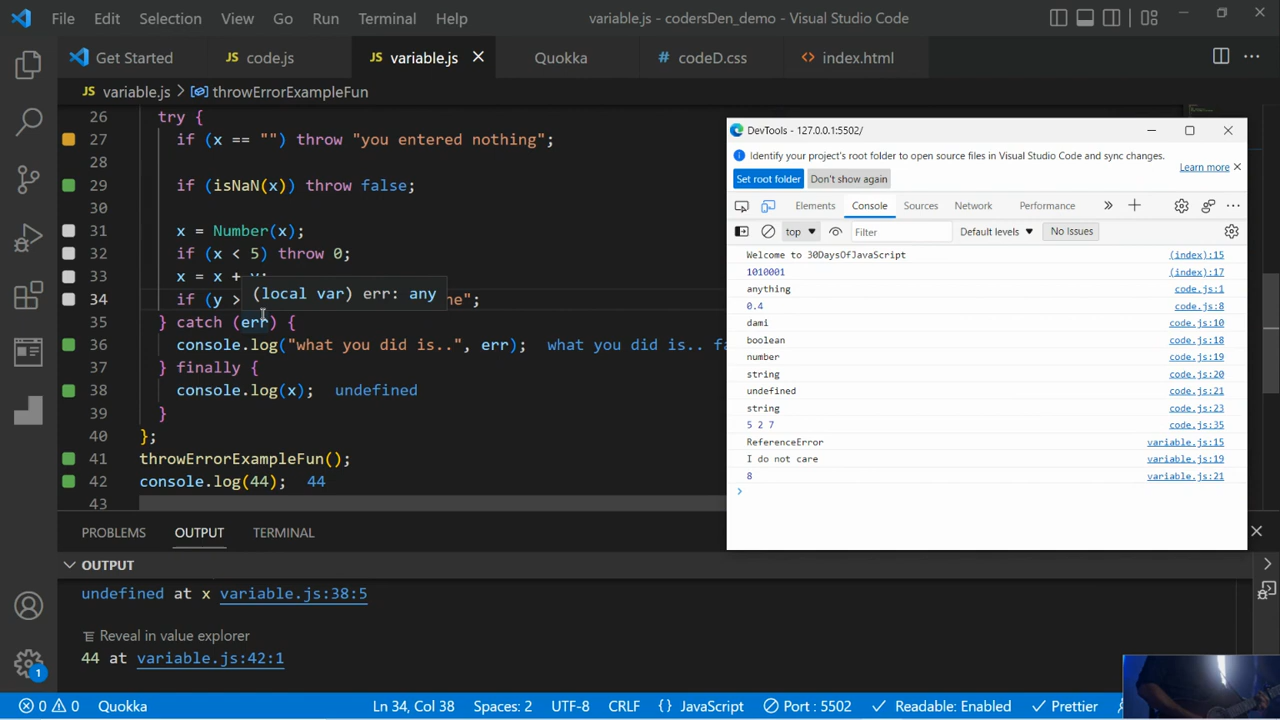 File Edit Selection View Go Run Terminal Help variable.js - codersDen_demo - Visual Studio Code
Get Started JS code.js JS variable.js Quokka # codeD.css <> index.html
JS variable.js > throwErrorExampleFun
26 try {
27 if (x == "") throw "you entered nothing";
28
29 if (isNaN(x)) throw false;
30
31 x = Number(x);
32 if (x < 5) throw 0;
33 x = x + y;
34 if (y > ne";
(local var) err: any
35 } catch (err) {
36 console.log("what you did is..", err); what you did is.. fa
37 } finally {
38 console.log(x); undefined
39 }
40 };
41 throwErrorExampleFun();
42 console.log(44); 44
43
DevTools - 127.0.0.1:5502/
Identify your project's root folder to open source files in Visual Studio Code and sync changes. Learn more
Set root folder Don't show again
Elements Console Sources Network Performance
top Filter Default levels No Issues
Welcome to 30DaysOfJavaScript (index):15
1010001 (index):17
anything code.js:1
0.4 code.js:8
dami code.js:10
boolean code.js:18
number code.js:19
string code.js:20
undefined code.js:21
string code.js:23
5 2 7 code.js:35
ReferenceError variable.js:15
I do not care variable.js:19
8 variable.js:21
PROBLEMS OUTPUT TERMINAL
OUTPUT
undefined at x variable.js:38:5
Reveal in value explorer
44 at variable.js:42:1
1
0 0 Quokka Ln 34, Col 38 Spaces: 2 UTF-8 CRLF {} JavaScript Port : 5502 Readable: Enabled Prettier